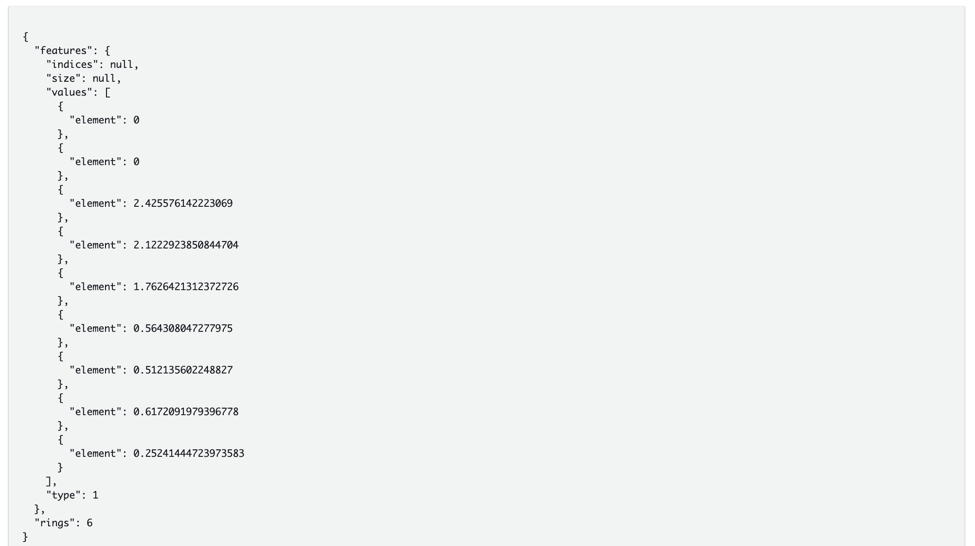 {
  "features": {
    "indices": null,
    "size": null,
    "values": [
      {
        "element": 0
      },
      {
        "element": 0
      },
      {
        "element": 2.425576142223069
      },
      {
        "element": 2.1222923850844704
      },
      {
        "element": 1.7626421312372726
      },
      {
        "element": 0.564308047277975
      },
      {
        "element": 0.512135602248827
      },
      {
        "element": 0.6172091979396778
      },
      {
        "element": 0.25241444723973583
      }
    ],
    "type": 1
  },
  "rings": 6
}